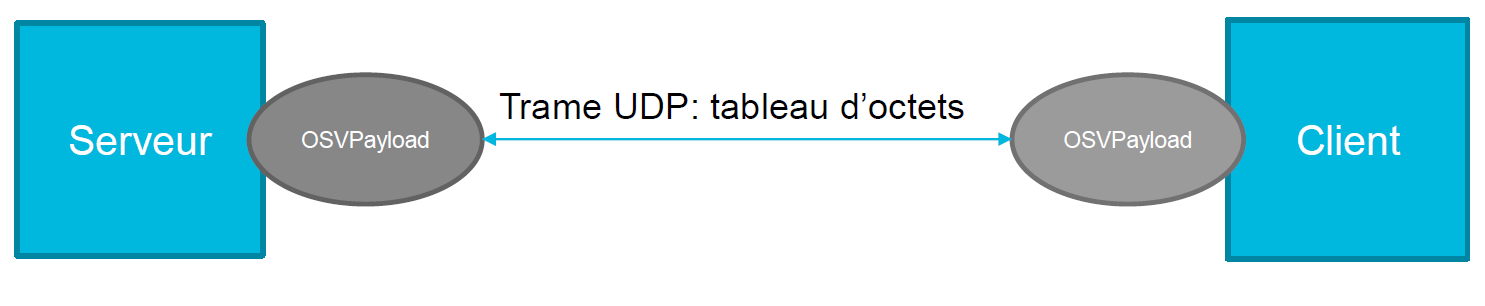 Serveur
OSVPayload
Trame UDP: tableau d’octets
OSVPayload
Client